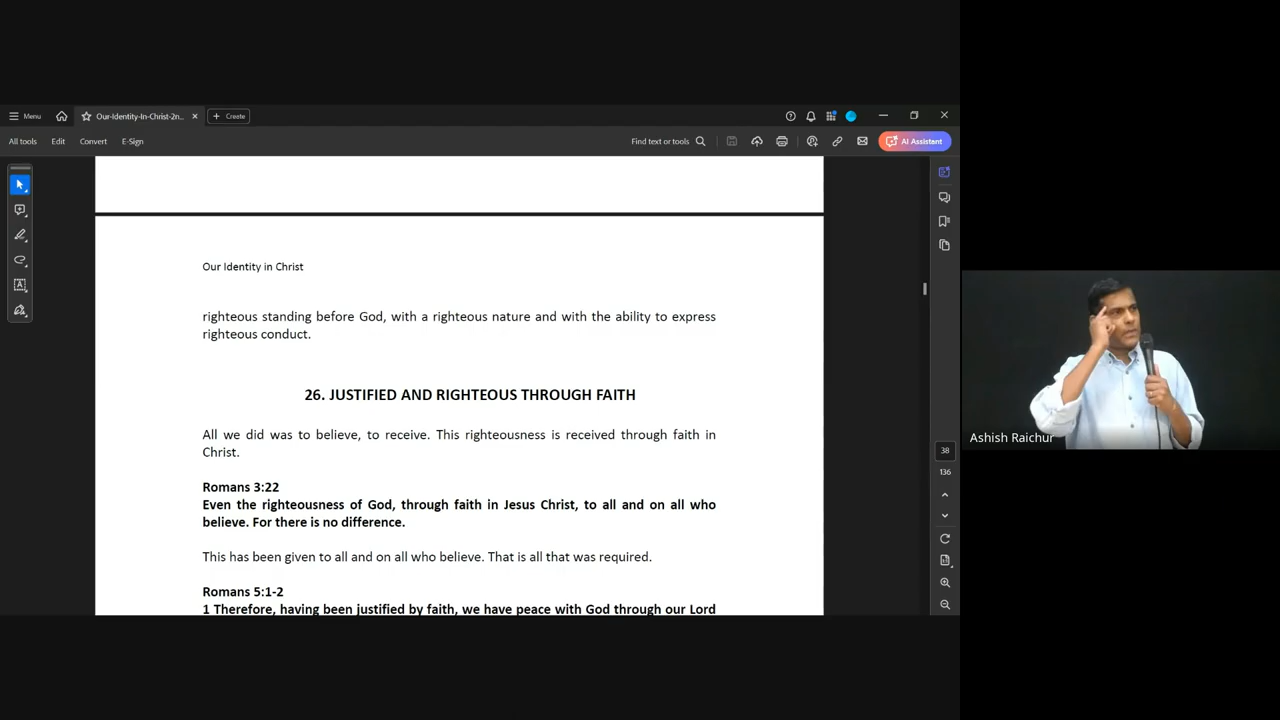 Menu
Our-Identity-In-Christ-2n...
Create
All tools
Edit
Convert
E-Sign
Find text or tools
AI Assistant
Our Identity in Christ
righteous standing before God, with a righteous nature and with the ability to express
righteous conduct.
26. JUSTIFIED AND RIGHTEOUS THROUGH FAITH
All we did was to believe, to receive. This righteousness is received through faith in
Christ.
Romans 3:22
Even the righteousness of God, through faith in Jesus Christ, to all and on all who
believe. For there is no difference.
This has been given to all and on all who believe. That is all that was required.
Romans 5:1-2
1 Therefore, having been justified by faith, we have peace with God through our Lord
38
136
Ashish Raichur